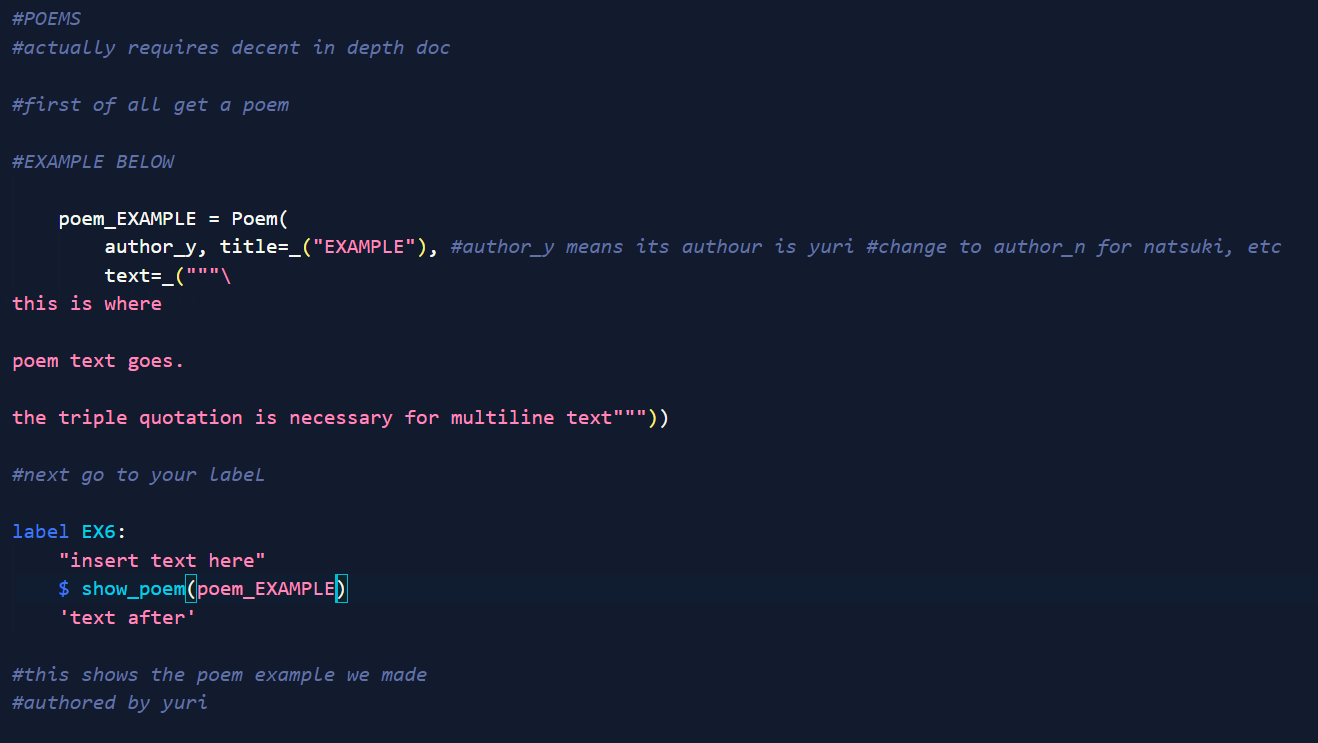 #POEMS
#actually requires decent in depth doc
#first of all get a poem
#EXAMPLE BELOW
poem_EXAMPLE = Poem(
author_y, title=_("EXAMPLE"), #author_y means its authour is yuri #change to author_n for natsuki, etc
text=_("""\
this is where
poem text goes.
the triple quotation is necessary for multiline text"""))
#next go to your labeL
label EX6:
"insert text here"
$ show_poem(poem_EXAMPLE)
'text after'
#this shows the poem example we made
#authored by yuri